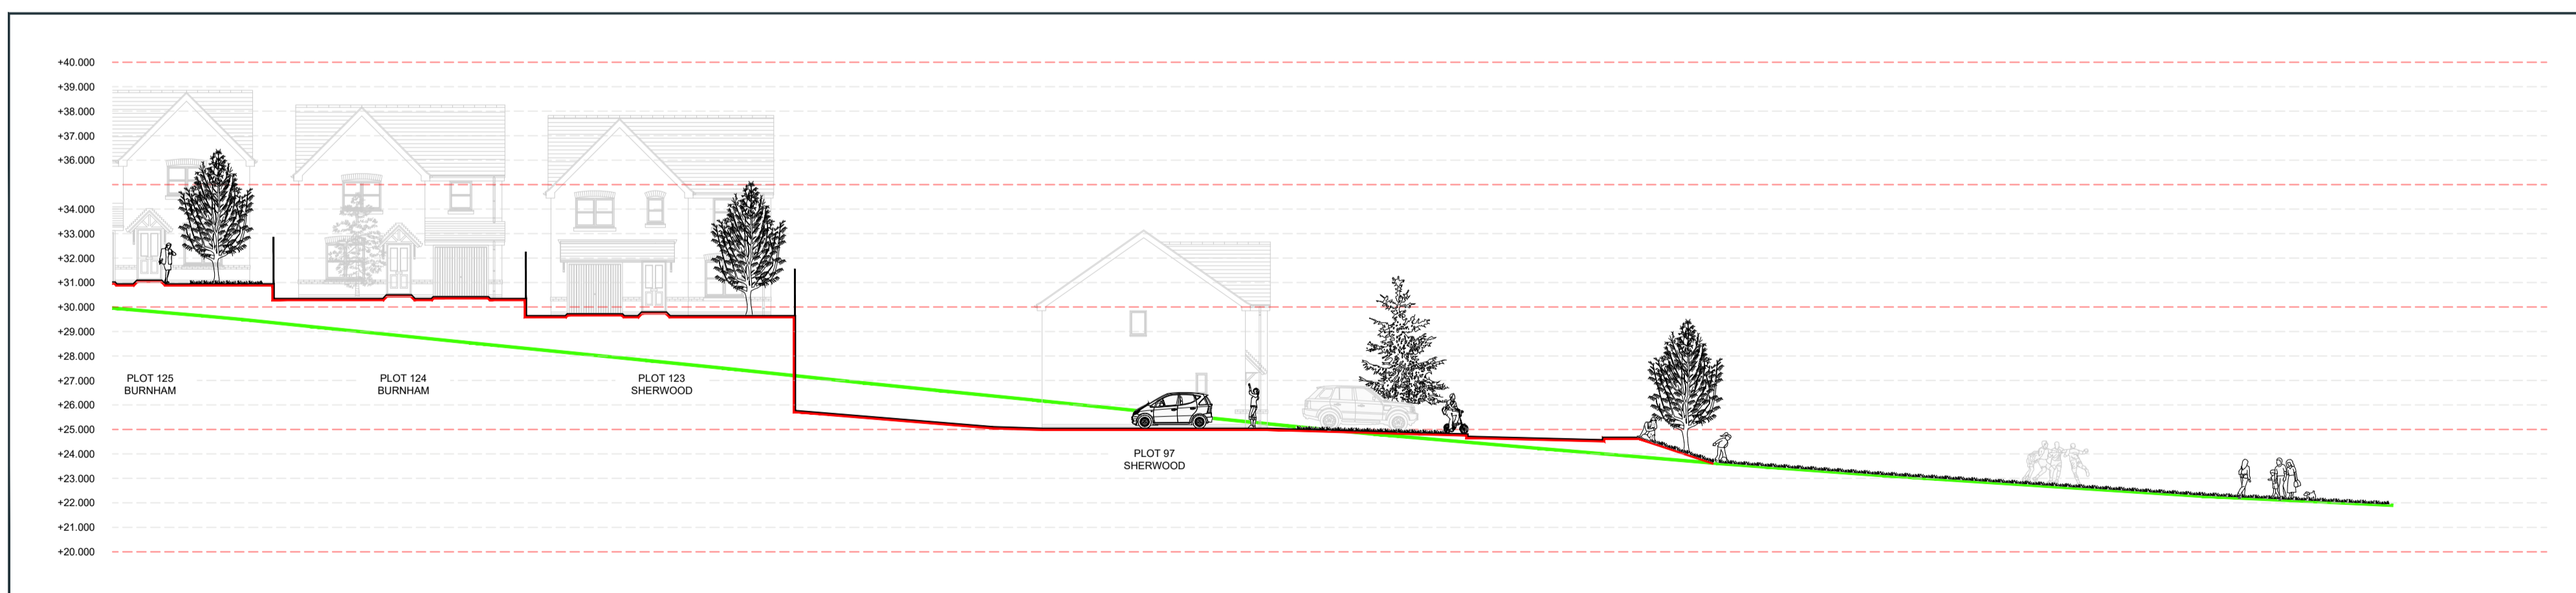 +40.000
+39.000
+38.000
+37.000
+36.000
+34.000
+33.000
+32.000
+31.000
+30.000
+29.000
+28.000
+27.000
+26.000
+25.000
+24.000
+23.000
+22.000
+21.000
+20.000
PLOT 125
BURNHAM
PLOT 124
BURNHAM
PLOT 123
SHERWOOD
PLOT 97
SHERWOOD